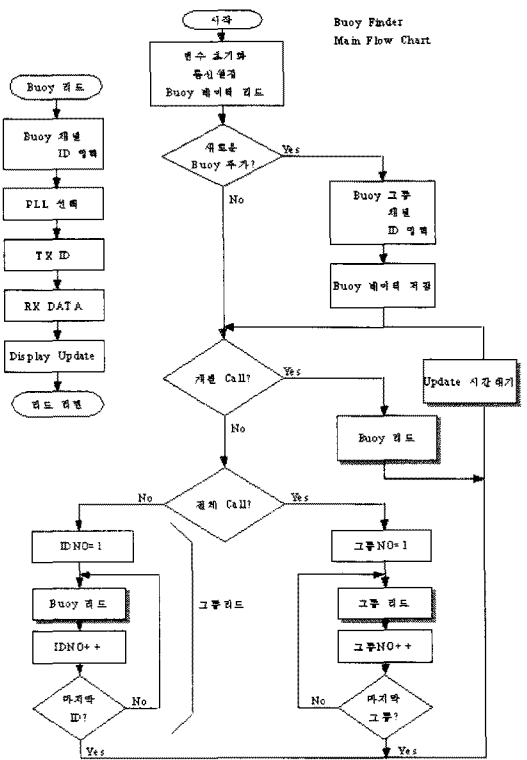 Buoy Finder
Main Flow Chart
시작
변수 초기화
통신설정
Buoy 데이터 리드
새로운
Buoy 추가?
Yes
No
Buoy 그룹
채널
ID 입력
Buoy 데이터 저장
개별 Call?
Yes
No
Buoy 리드
Update 시간대기
전체 Call?
No
Yes
IDNO=1
Buoy 리드
IDNO++
마지막
ID?
No
Yes
그룹리드
그룹NO=1
그룹 리드
그룹NO++
마지막
그룹?
No
Yes
Buoy 리드
Buoy 채널
ID 입력
PLL 선택
TX ID
RX DATA
Display Update
리드 리턴